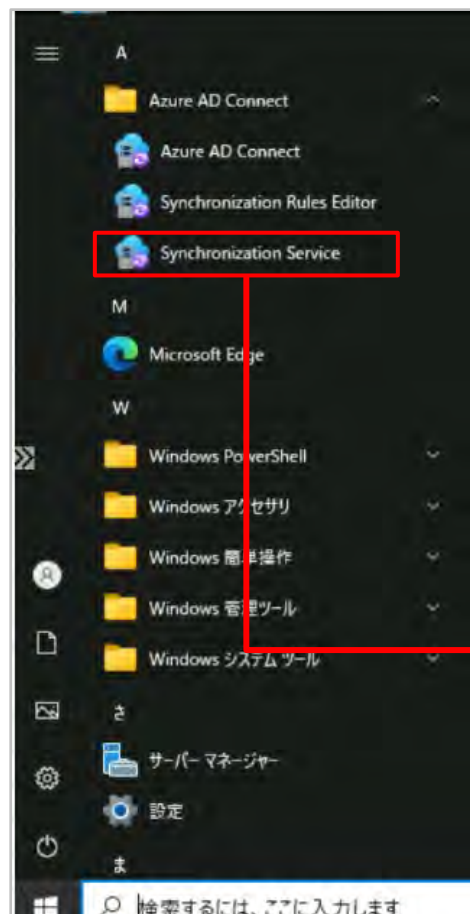 A
Azure AD Connect
Azure AD Connect
Synchronization Rules Editor
Synchronization Service
M
Microsoft Edge
W
Windows PowerShell
Windows アクセサリ
Windows 簡単操作
Windows 管理ツール
Windows システム ツール
さ
サーバー マネージャー
設定
ま
検索するには、ここに入力します